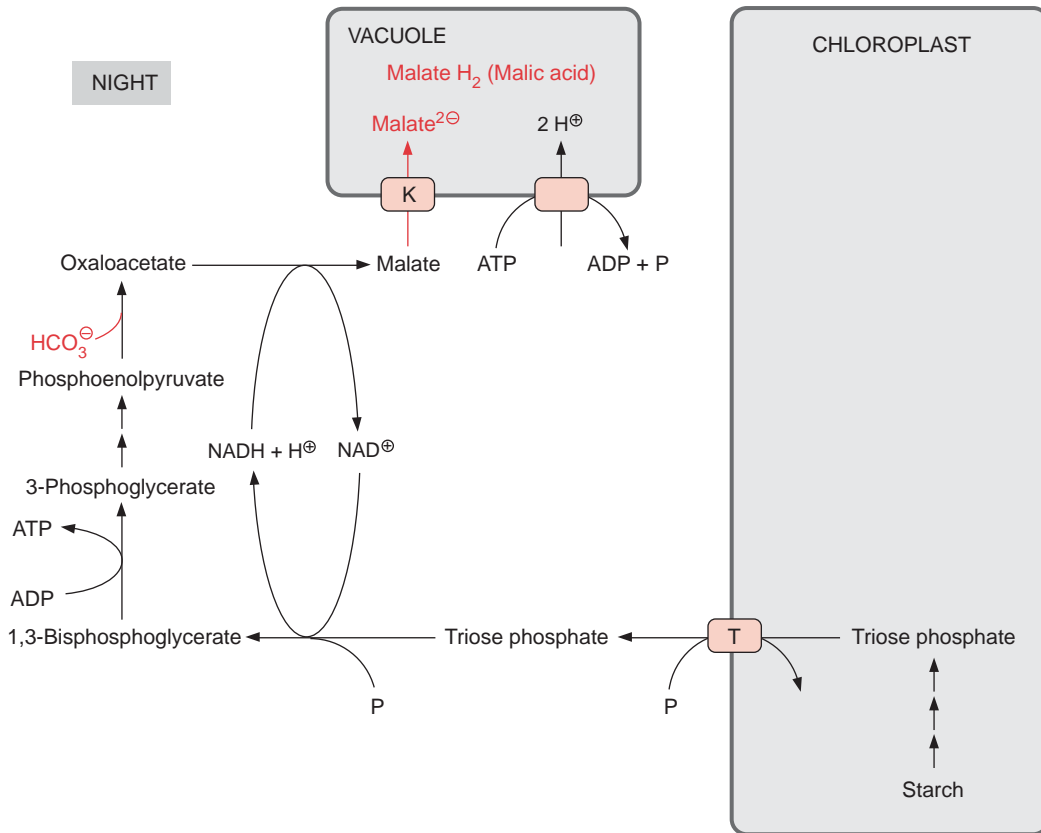 NIGHT
VACUOLE
Malate H₂ (Malic acid)
Malate²⊖
2 H⊕
K
CHLOROPLAST
Oxaloacetate
Malate
ATP
ADP + P
HCO₃⊖
Phosphoenolpyruvate
NADH + H⊕
NAD⊕
3-Phosphoglycerate
ATP
ADP
1,3-Bisphosphoglycerate
Triose phosphate
T
Triose phosphate
P
P
Starch